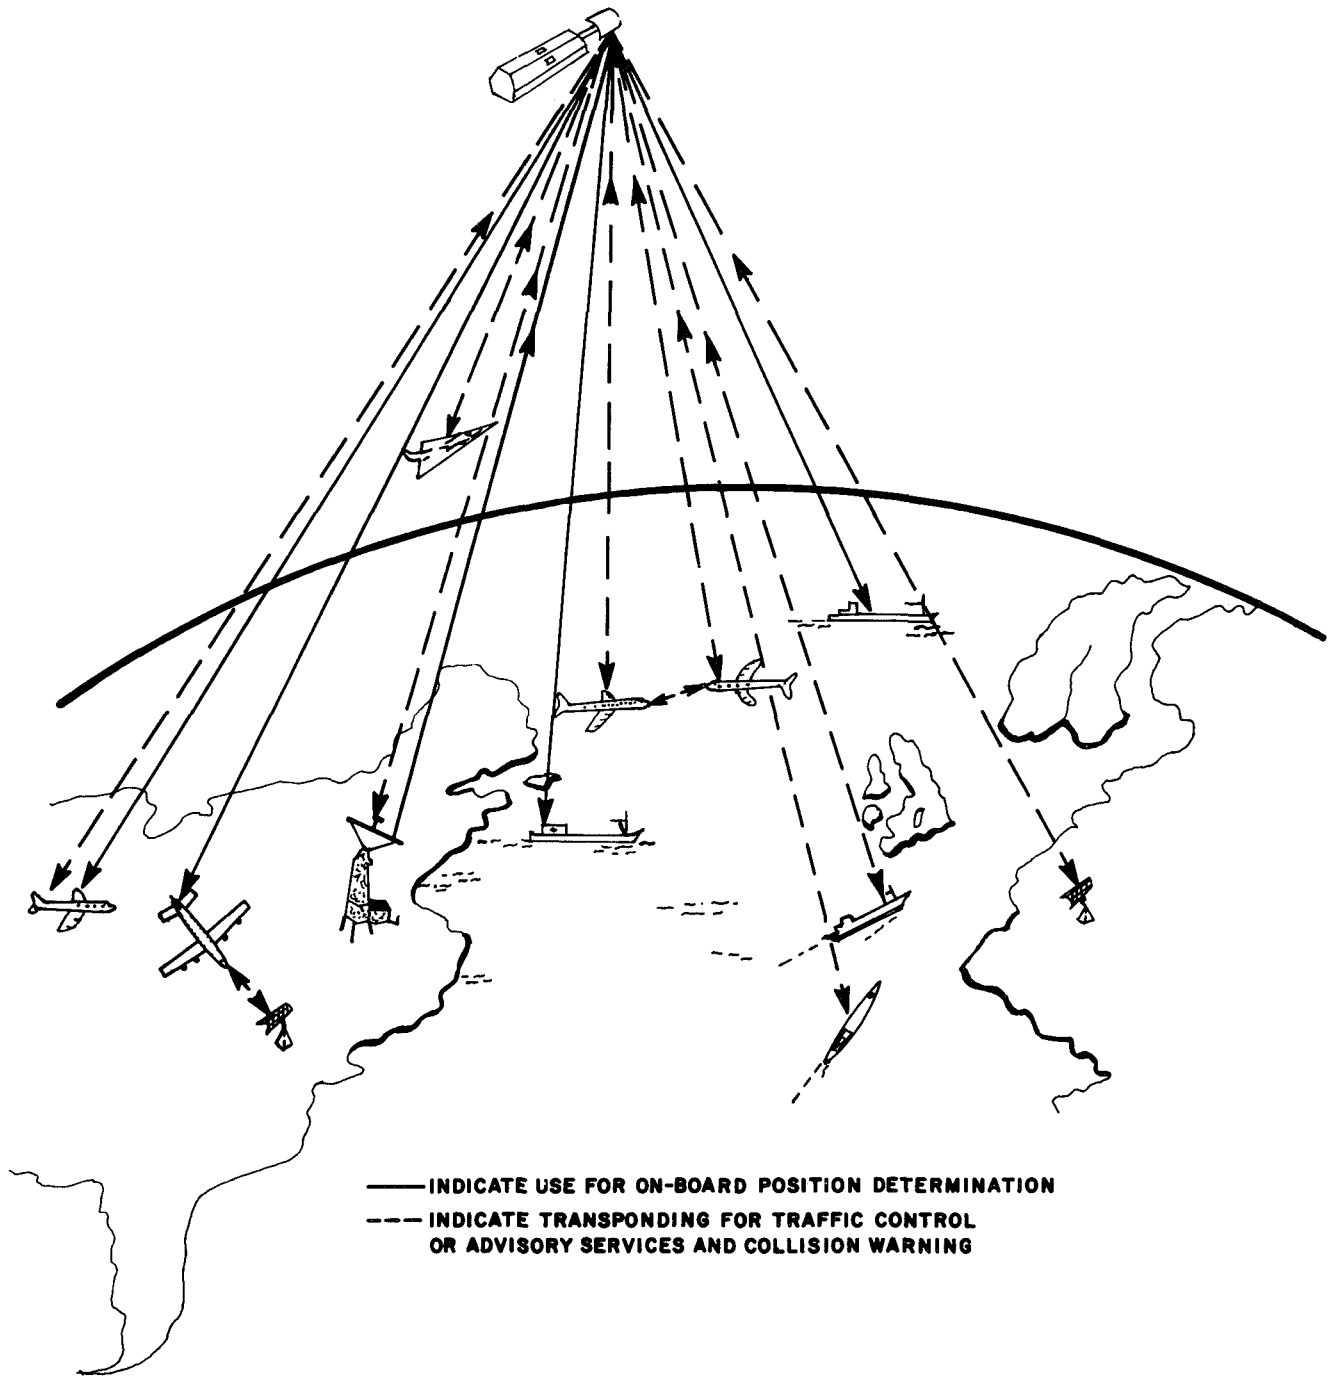 INDICATE USE FOR ON-BOARD POSITION DETERMINATION
INDICATE TRANSPONDING FOR TRAFFIC CONTROL
OR ADVISORY SERVICES AND COLLISION WARNING